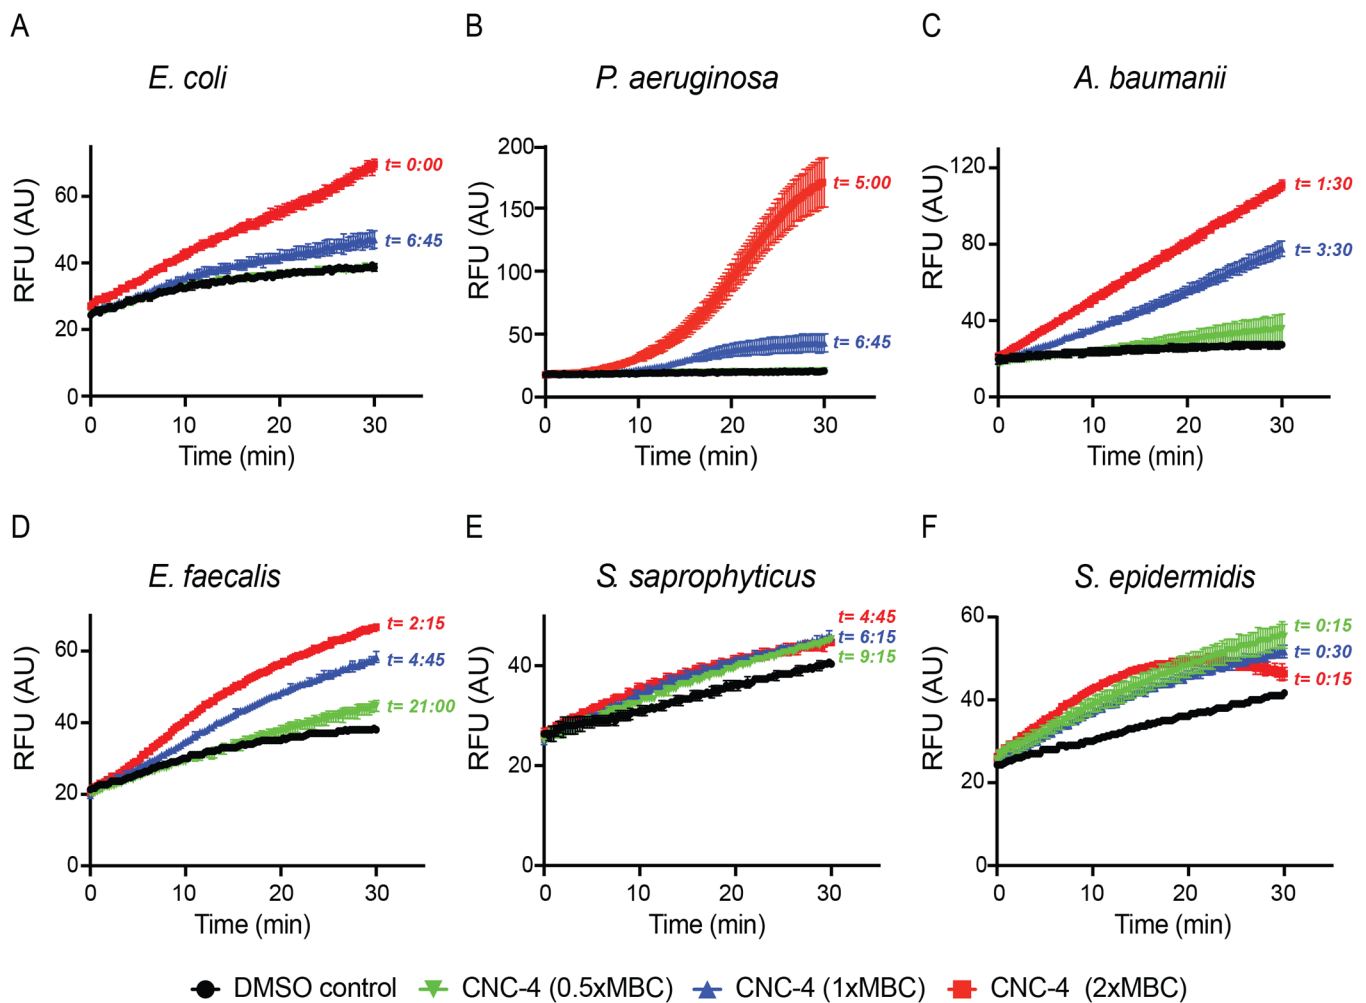 A
E. coli
60
40
20
0
RFU (AU)
t= 0:00
t= 6:45
0 10 20 30
Time (min)
B
P. aeruginosa
200
150
100
50
0
RFU (AU)
t= 5:00
t= 6:45
0 10 20 30
Time (min)
C
A. baumanii
120
80
40
0
RFU (AU)
t= 1:30
t= 3:30
0 10 20 30
Time (min)
D
E. faecalis
60
40
20
0
RFU (AU)
t= 2:15
t= 4:45
t= 21:00
0 10 20 30
Time (min)
E
S. saprophyticus
40
20
0
RFU (AU)
t= 4:45
t= 6:15
t= 9:15
0 10 20 30
Time (min)
F
S. epidermidis
60
40
20
0
RFU (AU)
t= 0:15
t= 0:30
t= 0:15
0 10 20 30
Time (min)
DMSO control CNC-4 (0.5xMBC) CNC-4 (1xMBC) CNC-4 (2xMBC)